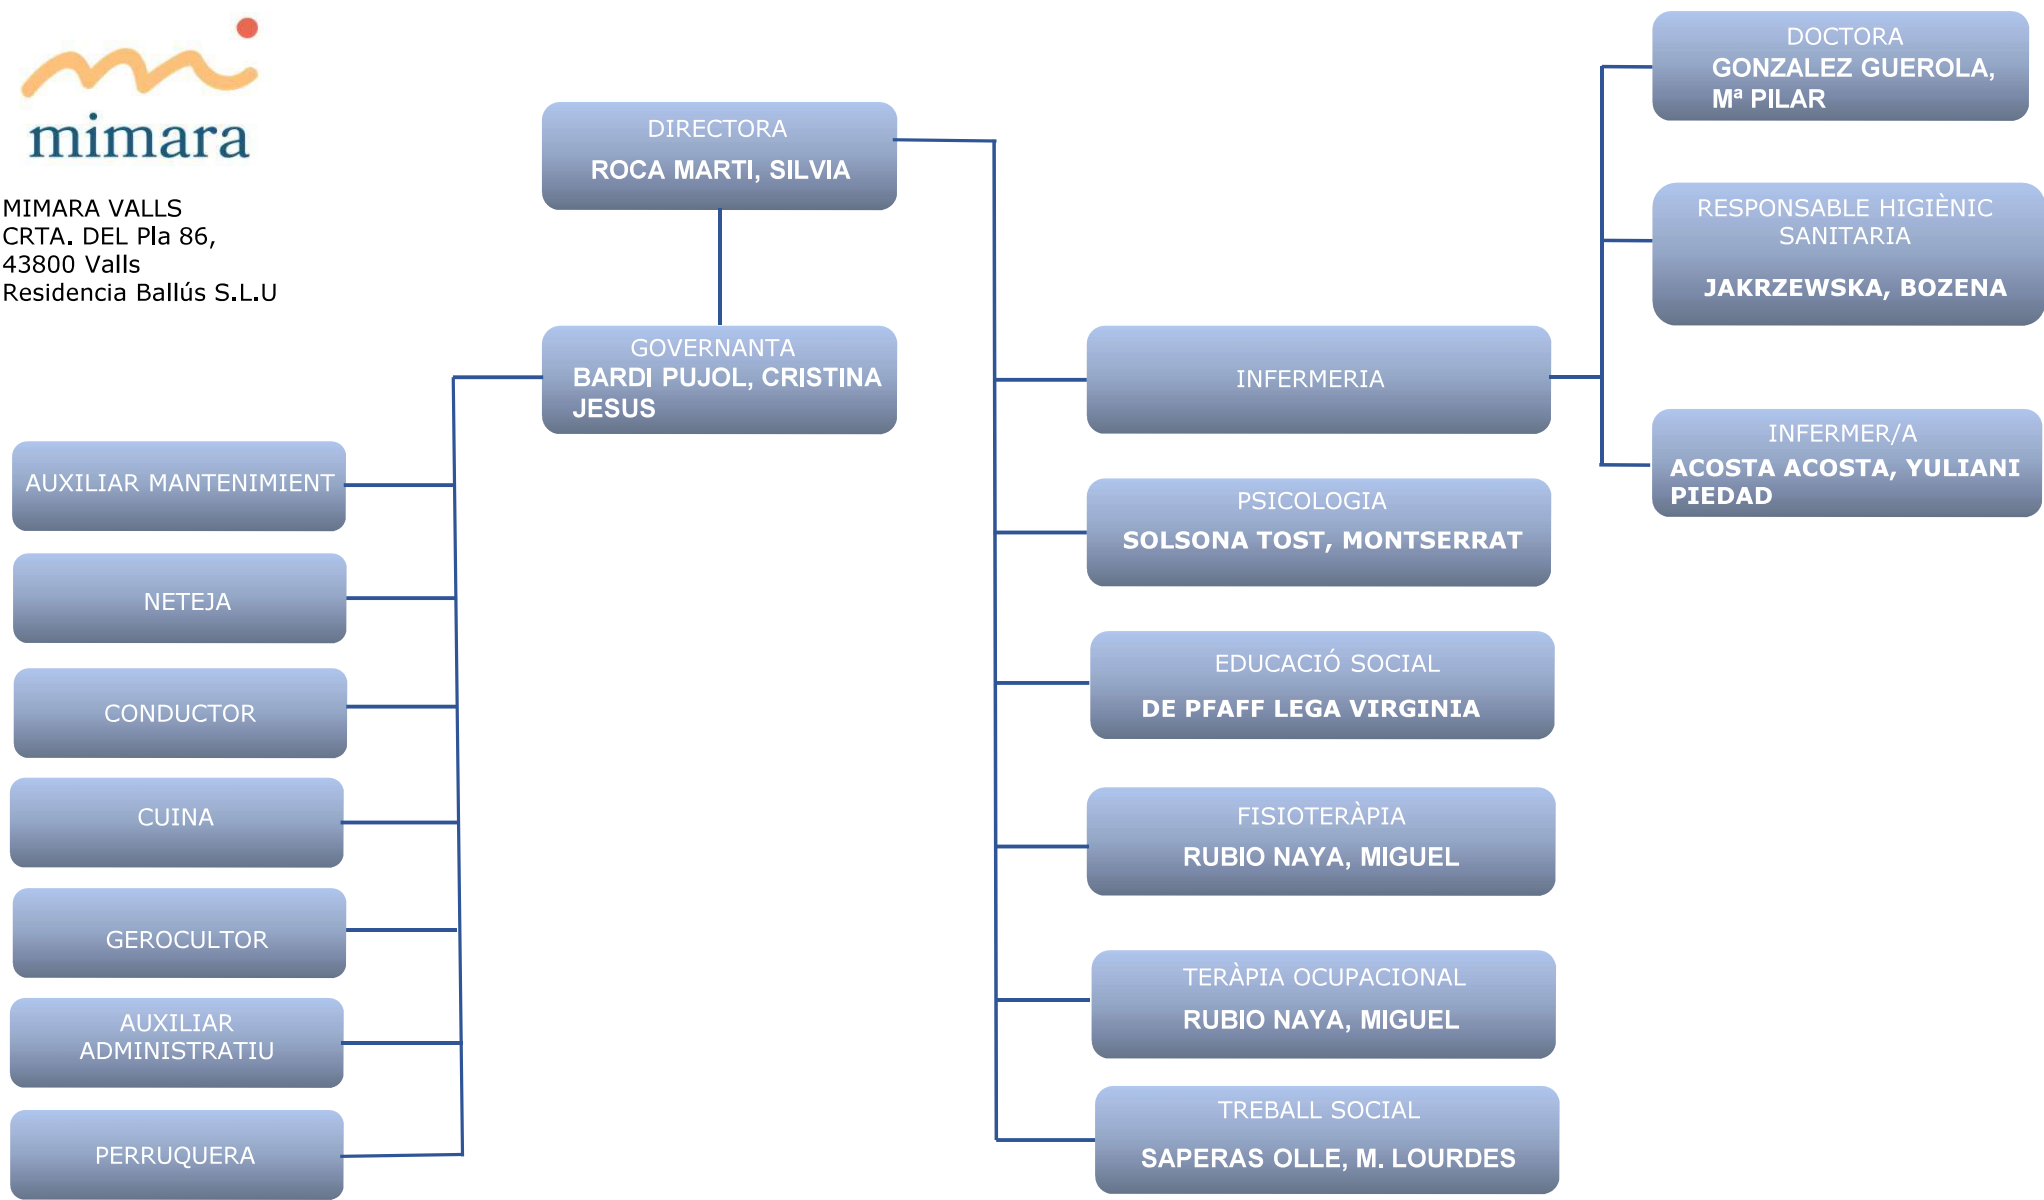 mimara
MIMARA VALLS
CRTA. DEL Pla 86,
43800 Valls
Residencia Ballús S.L.U
DIRECTORA
ROCA MARTI, SILVIA
GOVERNANTA
BARDI PUJOL, CRISTINA
JESUS
AUXILIAR MANTENIMIENT
NETEJA
CONDUCTOR
CUINA
GEROCULTOR
AUXILIAR
ADMINISTRATIU
PERRUQUERA
INFERMERIA
PSICOLOGIA
SOLSONA TOST, MONTSERRAT
EDUCACIÓ SOCIAL
DE PFAFF LEGA VIRGINIA
FISIOTERÀPIA
RUBIO NAYA, MIGUEL
TERÀPIA OCUPACIONAL
RUBIO NAYA, MIGUEL
TREBALL SOCIAL
SAPERAS OLLE, M. LOURDES
DOCTORA
GONZALEZ GUEROLA,
Mª PILAR
RESPONSABLE HIGIÈNIC
SANITARIA
JAKRZEWSKA, BOZENA
INFERMER/A
ACOSTA ACOSTA, YULIANI
PIEDAD